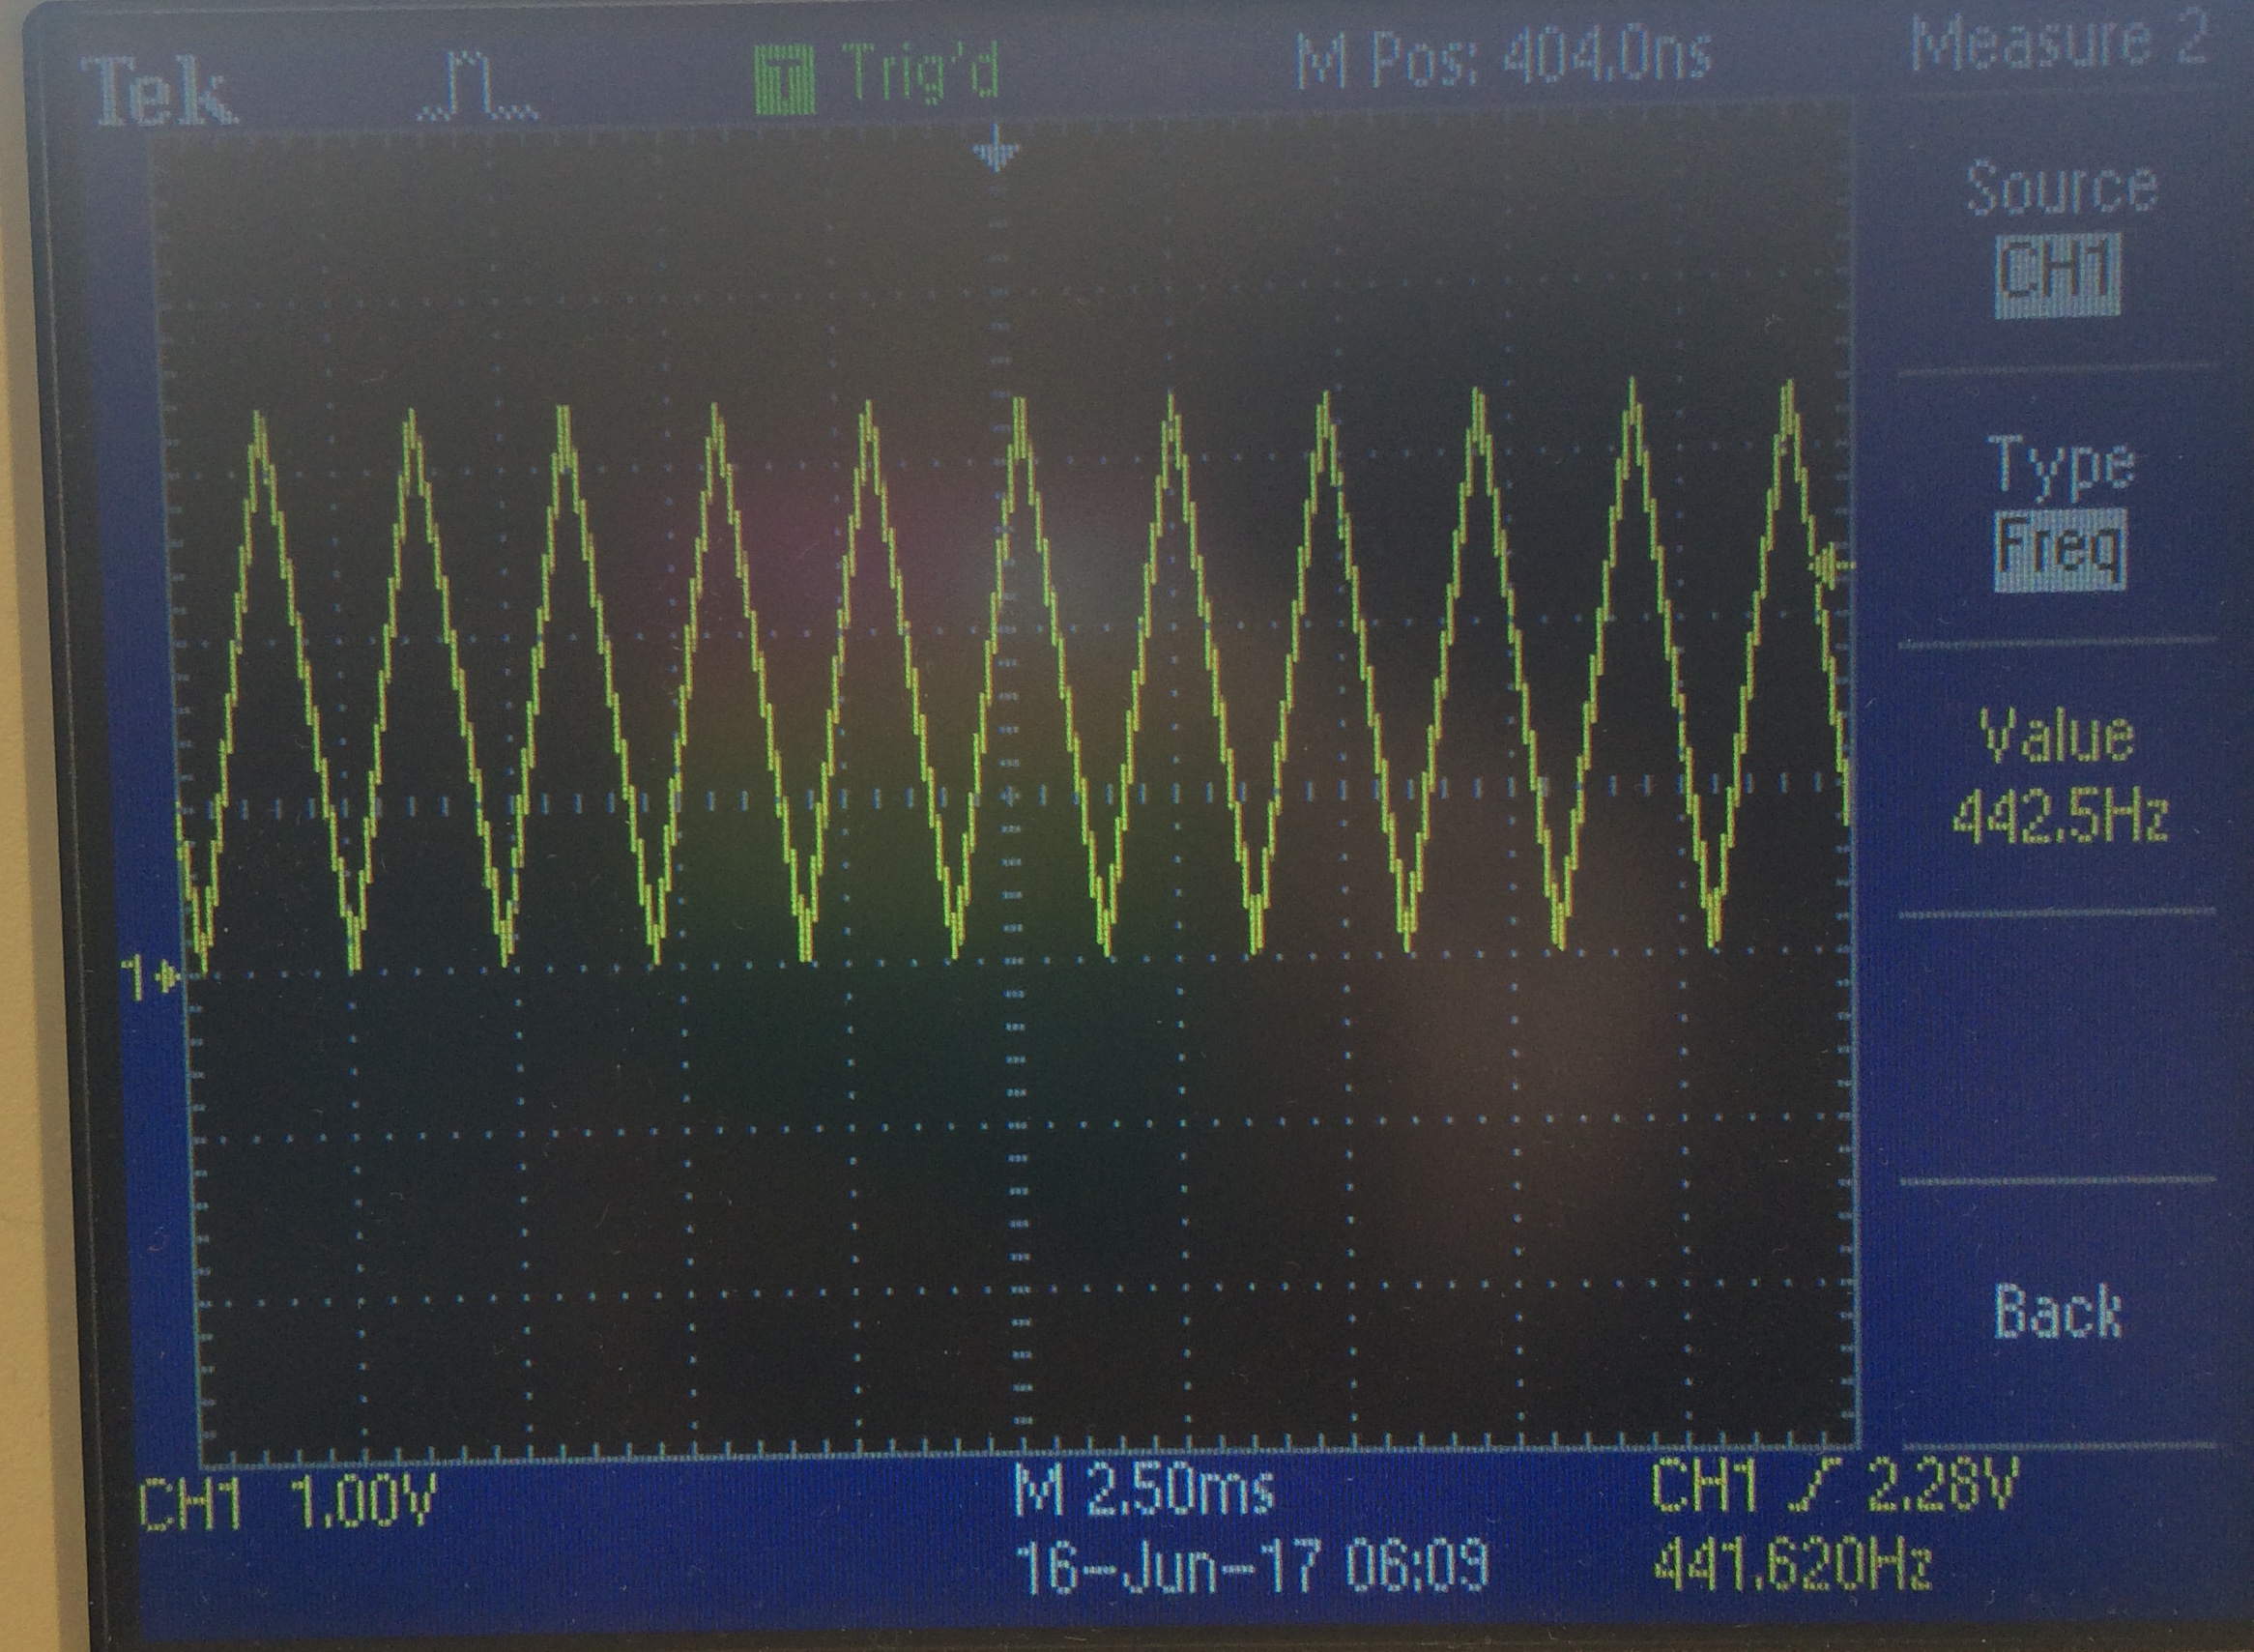 Tek T Trig'd M Pos: 404.0ns Measure 2
Source
CH1
Type
Freq
Value
442.5Hz
1
Back
CH1 1.00V M 2.50ms CH1 2.28V
16-Jun-17 06:09 441.620Hz